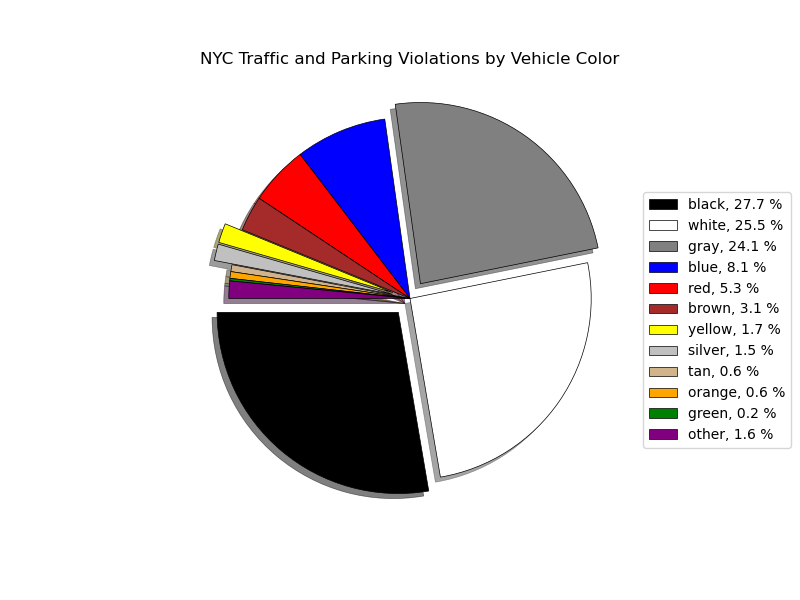 NYC Traffic and Parking Violations by Vehicle Color
black, 27.7 %
white, 25.5 %
gray, 24.1 %
blue, 8.1 %
red, 5.3 %
brown, 3.1 %
yellow, 1.7 %
silver, 1.5 %
tan, 0.6 %
orange, 0.6 %
green, 0.2 %
other, 1.6 %